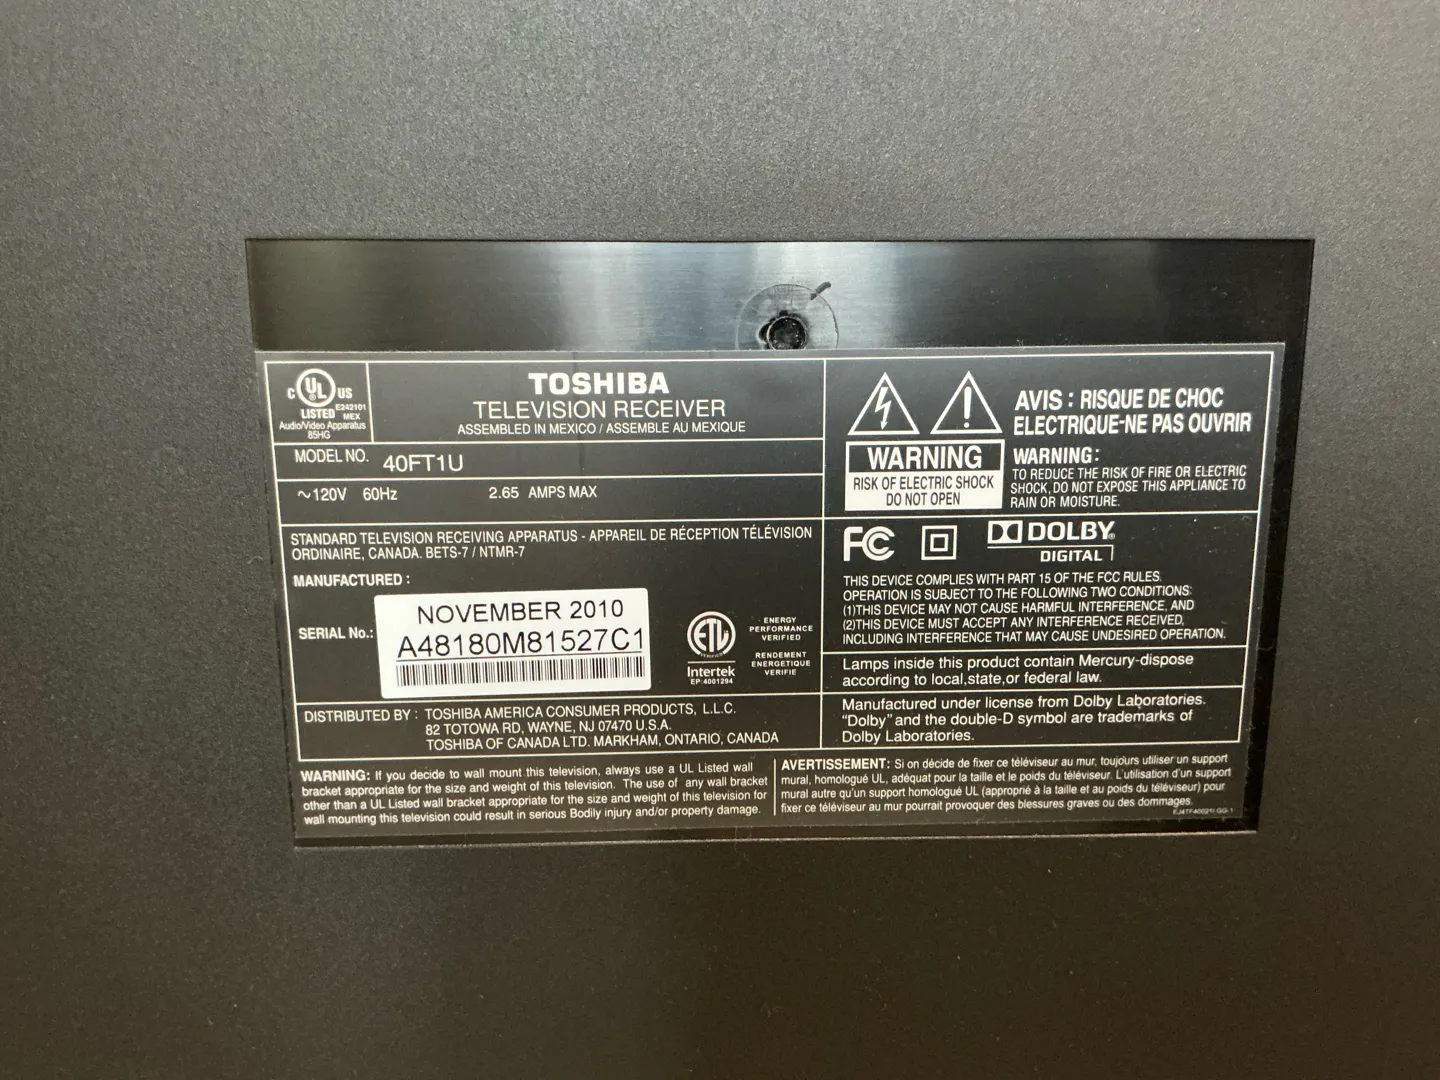 C UL US
®
LISTED E242101
MEX
Audio/Video Apparatus
85HG
TOSHIBA
TELEVISION RECEIVER
ASSEMBLED IN MEXICO / ASSEMBLE AU MEXIQUE
MODEL NO. 40FT1U
~120V 60Hz 2.65 AMPS MAX
STANDARD TELEVISION RECEIVING APPARATUS - APPAREIL DE RÉCEPTION TÉLÉVISION
ORDINAIRE, CANADA. BETS-7 / NTMR-7
MANUFACTURED :
NOVEMBER 2010
SERIAL No.: A48180M81527C1
ETL
Intertek
EP:4001294
ENERGY
PERFORMANCE
VERIFIED
RENDEMENT
ENERGETIQUE
VERIFIE
DISTRIBUTED BY : TOSHIBA AMERICA CONSUMER PRODUCTS, L.L.C.
82 TOTOWA RD, WAYNE, NJ 07470 U.S.A.
TOSHIBA OF CANADA LTD. MARKHAM, ONTARIO, CANADA
AVIS : RISQUE DE CHOC
ELECTRIQUE-NE PAS OUVRIR
WARNING
RISK OF ELECTRIC SHOCK
DO NOT OPEN
WARNING:
TO REDUCE THE RISK OF FIRE OR ELECTRIC
SHOCK, DO NOT EXPOSE THIS APPLIANCE TO
RAIN OR MOISTURE.
FC
DOLBY®
DIGITAL
THIS DEVICE COMPLIES WITH PART 15 OF THE FCC RULES.
OPERATION IS SUBJECT TO THE FOLLOWING TWO CONDITIONS:
(1)THIS DEVICE MAY NOT CAUSE HARMFUL INTERFERENCE, AND
(2)THIS DEVICE MUST ACCEPT ANY INTERFERENCE RECEIVED,
INCLUDING INTERFERENCE THAT MAY CAUSE UNDESIRED OPERATION.
Lamps inside this product contain Mercury-dispose
according to local,state,or federal law.
Manufactured under license from Dolby Laboratories.
"Dolby" and the double-D symbol are trademarks of
Dolby Laboratories.
WARNING: If you decide to wall mount this television, always use a UL Listed wall
bracket appropriate for the size and weight of this television. The use of any wall bracket
other than a UL Listed wall bracket appropriate for the size and weight of this television for
wall mounting this television could result in serious Bodily injury and/or property damage.
AVERTISSEMENT: Si on décide de fixer ce téléviseur au mur, toujours utiliser un support
mural, homologué UL, adéquat pour la taille et le poids du téléviseur. L'utilisation d'un support
mural autre qu'un support homologué UL (approprié à la taille et au poids du téléviseur) pour
fixer ce téléviseur au mur pourrait provoquer des blessures graves ou des dommages.